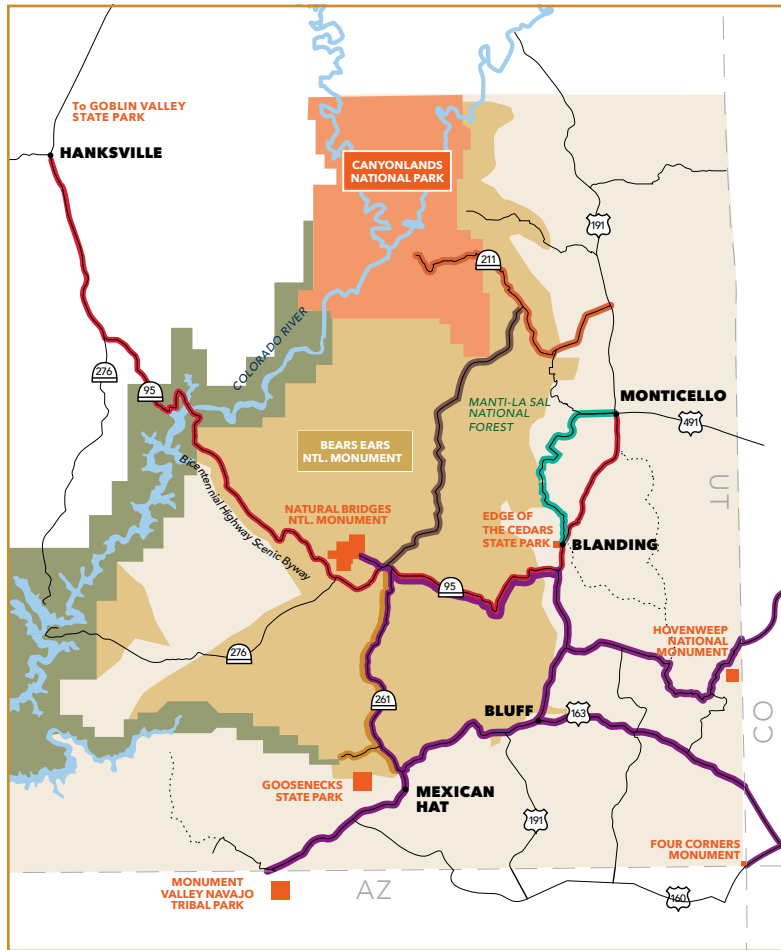 To GOBLIN VALLEY
STATE PARK
HANKSVILLE
CANYONLANDS
NATIONAL PARK
191
211
COLORADO RIVER
276
95
MONTICELLO
MANTI-LA SAL
NATIONAL
FOREST
491
BEARS EARS
NTL. MONUMENT
UT
Bicentennial Highway Scenic Byway
NATURAL BRIDGES
NTL. MONUMENT
EDGE OF
THE CEDARS
STATE PARK
BLANDING
95
HOVENWEEP
NATIONAL
MONUMENT
276
261
BLUFF
163
CO
GOOSENECKS
STATE PARK
MEXICAN
HAT
191
FOUR CORNERS
MONUMENT
MONUMENT
VALLEY NAVAJO
TRIBAL PARK
AZ
160